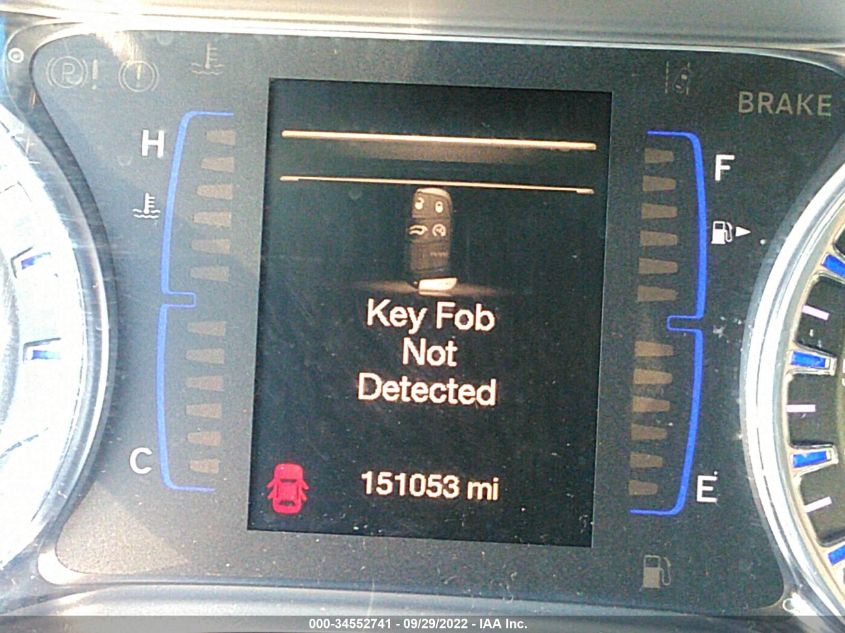 BRAKE
H
F
Key Fob
Not
Detected
C
E
151053 mi
000-34552741 - 09/29/2022 - IAA Inc.